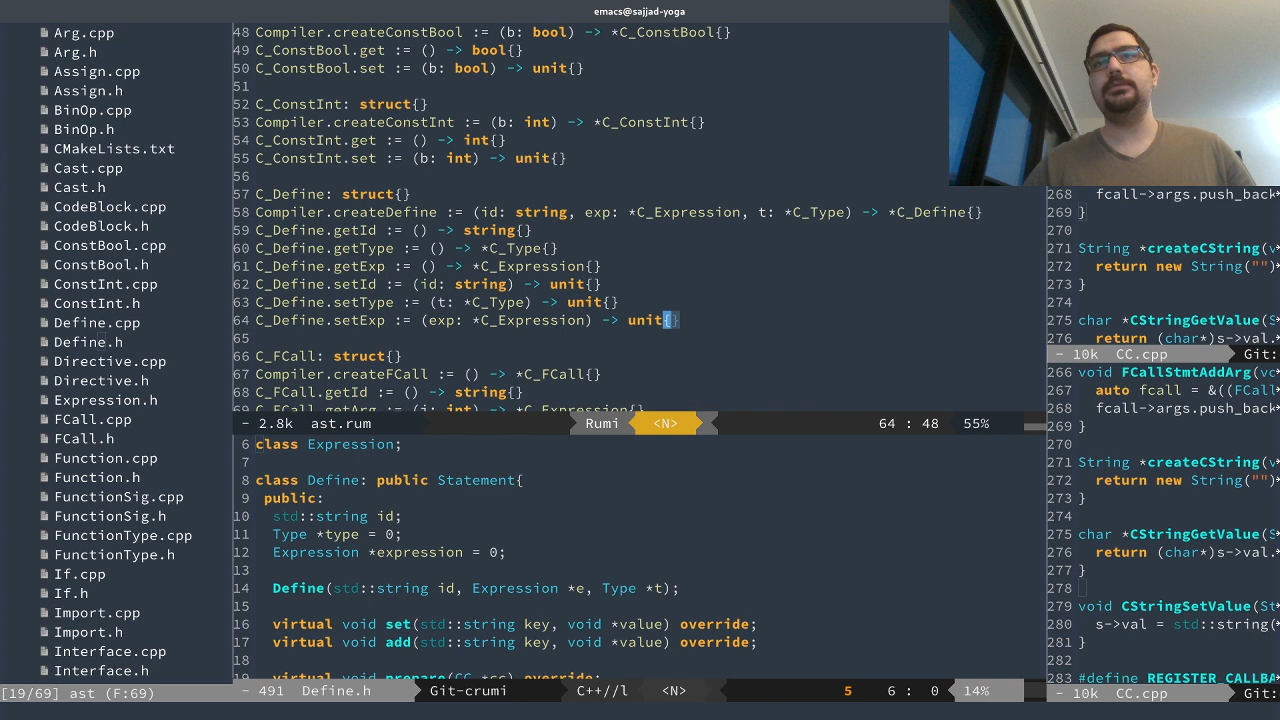 emacs@sajjad-yoga
Arg.cpp
Arg.h
Assign.cpp
Assign.h
BinOp.cpp
BinOp.h
CMakeLists.txt
Cast.cpp
Cast.h
CodeBlock.cpp
CodeBlock.h
ConstBool.cpp
ConstBool.h
ConstInt.cpp
ConstInt.h
Define.cpp
Define.h
Directive.cpp
Directive.h
Expression.h
FCall.cpp
FCall.h
Function.cpp
Function.h
FunctionSig.cpp
FunctionSig.h
FunctionType.cpp
FunctionType.h
If.cpp
If.h
Import.cpp
Import.h
Interface.cpp
Interface.h
[19/69] ast (F:69)
48 Compiler.createConstBool := (b: bool) -> *C_ConstBool{}
49 C_ConstBool.get := () -> bool{}
50 C_ConstBool.set := (b: bool) -> unit{}
51
52 C_ConstInt: struct{}
53 Compiler.createConstInt := (b: int) -> *C_ConstInt{}
54 C_ConstInt.get := () -> int{}
55 C_ConstInt.set := (b: int) -> unit{}
56
57 C_Define: struct{}
58 Compiler.createDefine := (id: string, exp: *C_Expression, t: *C_Type) -> *C_Define{}
59 C_Define.getId := () -> string{}
60 C_Define.getType := () -> *C_Type{}
61 C_Define.getExp := () -> *C_Expression{}
62 C_Define.setId := (id: string) -> unit{}
63 C_Define.setType := (t: *C_Type) -> unit{}
64 C_Define.setExp := (exp: *C_Expression) -> unit{}
65
66 C_FCall: struct{}
67 Compiler.createFCall := () -> *C_FCall{}
68 C_FCall.getId := () -> string{}
69 C_FCall.getArg := (i: int) -> *C_Expression{}
- 2.8k ast.rum Rumi <N> 64 : 48 55%
6 class Expression;
7
8 class Define: public Statement{
9 public:
10 std::string id;
11 Type *type = 0;
12 Expression *expression = 0;
14 Define(std::string id, Expression *e, Type *t);
15
16 virtual void set(std::string key, void *value) override;
17 virtual void add(std::string key, void *value) override;
18
virtual void prepare(CC *cc) override;
- 491 Define.h Git-crumi C++//l <N> 5 6 : 0 14%
268 fcall->args.push_back
269 }
270
271 String *createCString(v
272 return new String("")
273 }
274
275 char *CStringGetValue(S
276 return (char*)s->val.
- 10k CC.cpp Git:
266 void FCallStmtAddArg(vc
267 auto fcall = &((FCall
268 fcall->args.push_back
269 }
270
271 String *createCString(v
272 return new String("")
273 }
274
275 char *CStringGetValue(S
276 return (char*)s->val.
277 }
278
279 void CStringSetValue(St
280 s->val = std::string(
281 }
282
283 #define REGISTER_CALLBA
- 10k CC.cpp Git: